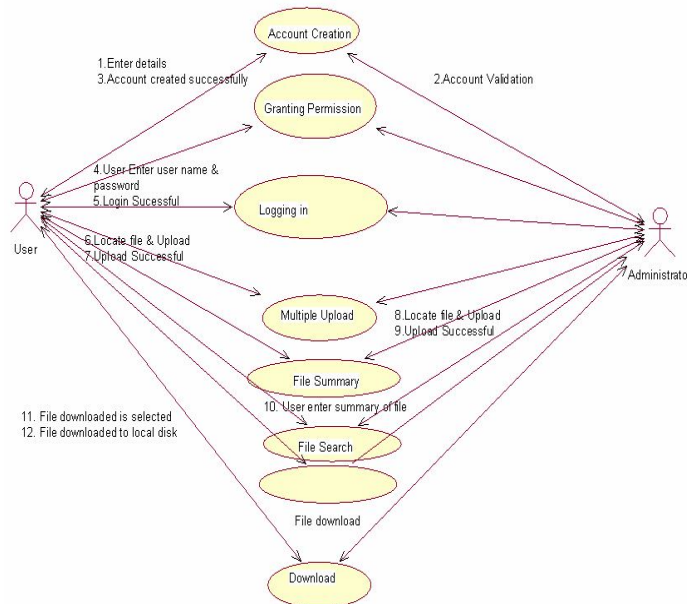 Account Creation
1.Enter details
3.Account created successfully
2.Account Validation
Granting Permission
4.User Enter user name &
password
5.Login Sucessful
Logging in
User
6.Locate file & Upload
7.Upload Successful
Administrato
Multiple Upload
8.Locate file & Upload
9.Upload Successful
File Summary
10. User enter summary of file
11. File downloaded is selected
12. File downloaded to local disk
File Search
File download
Download